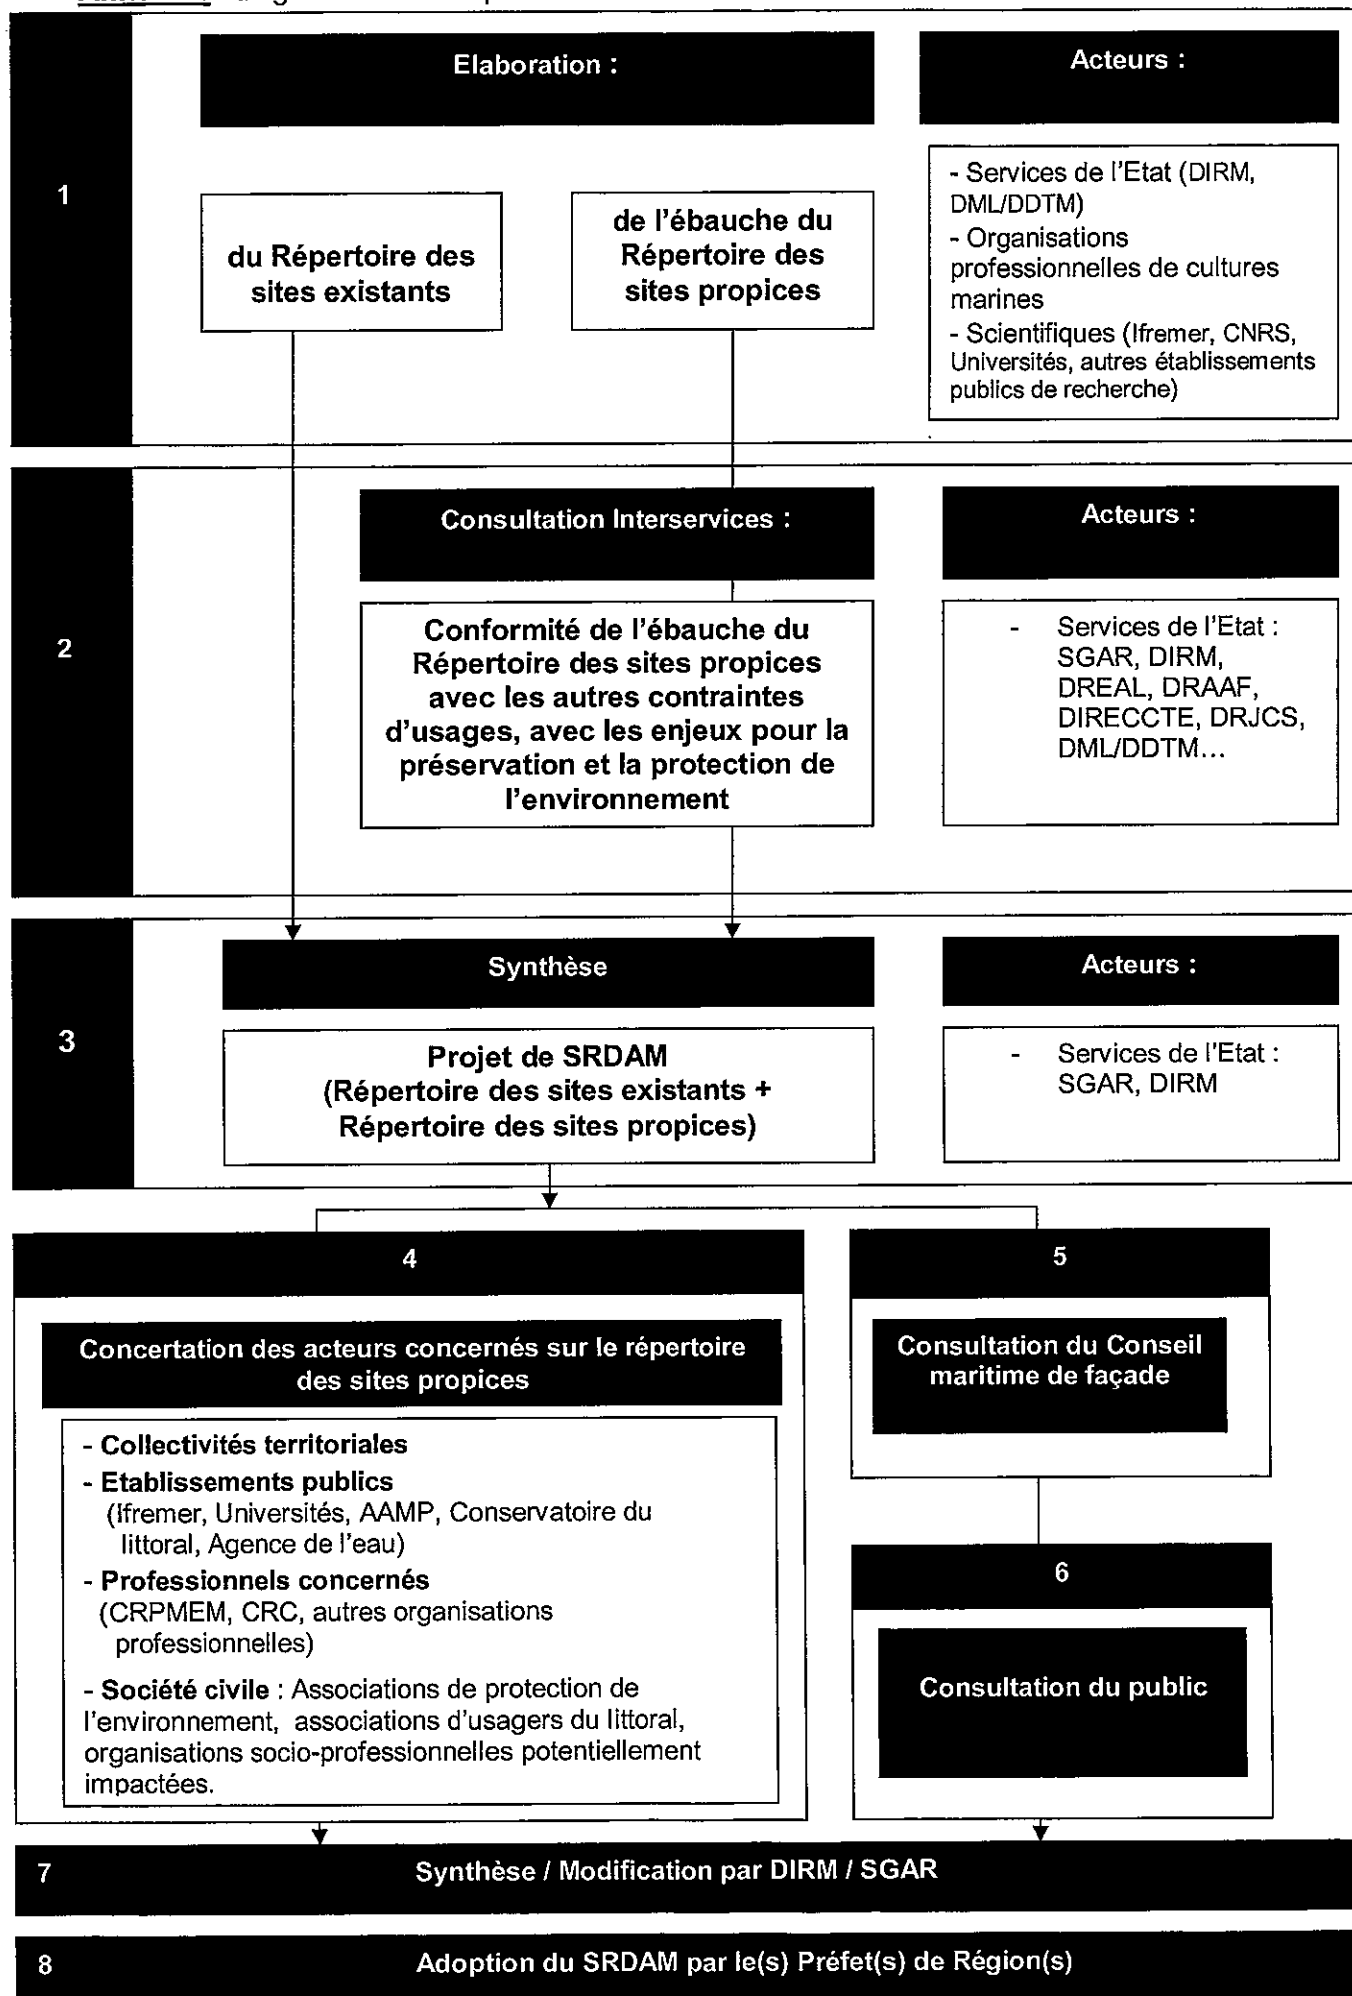 1
Elaboration :
Acteurs :
du Répertoire des
sites existants
de l'ébauche du
Répertoire des
sites propices
- Services de l'Etat (DIRM,
DML/DDTM)
- Organisations
professionnelles de cultures
marines
- Scientifiques (Ifremer, CNRS,
Universités, autres établissements
publics de recherche)
2
Consultation Interservices :
Acteurs :
Conformité de l'ébauche du
Répertoire des sites propices
avec les autres contraintes
d'usages, avec les enjeux pour la
préservation et la protection de
l'environnement
- Services de l'Etat :
SGAR, DIRM,
DREAL, DRAAF,
DIRECCTE, DRJCS,
DML/DDTM...
3
Synthèse
Acteurs :
Projet de SRDAM
(Répertoire des sites existants +
Répertoire des sites propices)
- Services de l'Etat :
SGAR, DIRM
4
Concertation des acteurs concernés sur le répertoire
des sites propices
- Collectivités territoriales
- Etablissements publics
(Ifremer, Universités, AAMP, Conservatoire du
littoral, Agence de l'eau)
- Professionnels concernés
(CRPMEM, CRC, autres organisations
professionnelles)
- Société civile : Associations de protection de
l'environnement, associations d'usagers du littoral,
organisations socio-professionnelles potentiellement
impactées.
5
Consultation du Conseil
maritime de façade
6
Consultation du public
7 Synthèse / Modification par DIRM / SGAR
8 Adoption du SRDAM par le(s) Préfet(s) de Région(s)